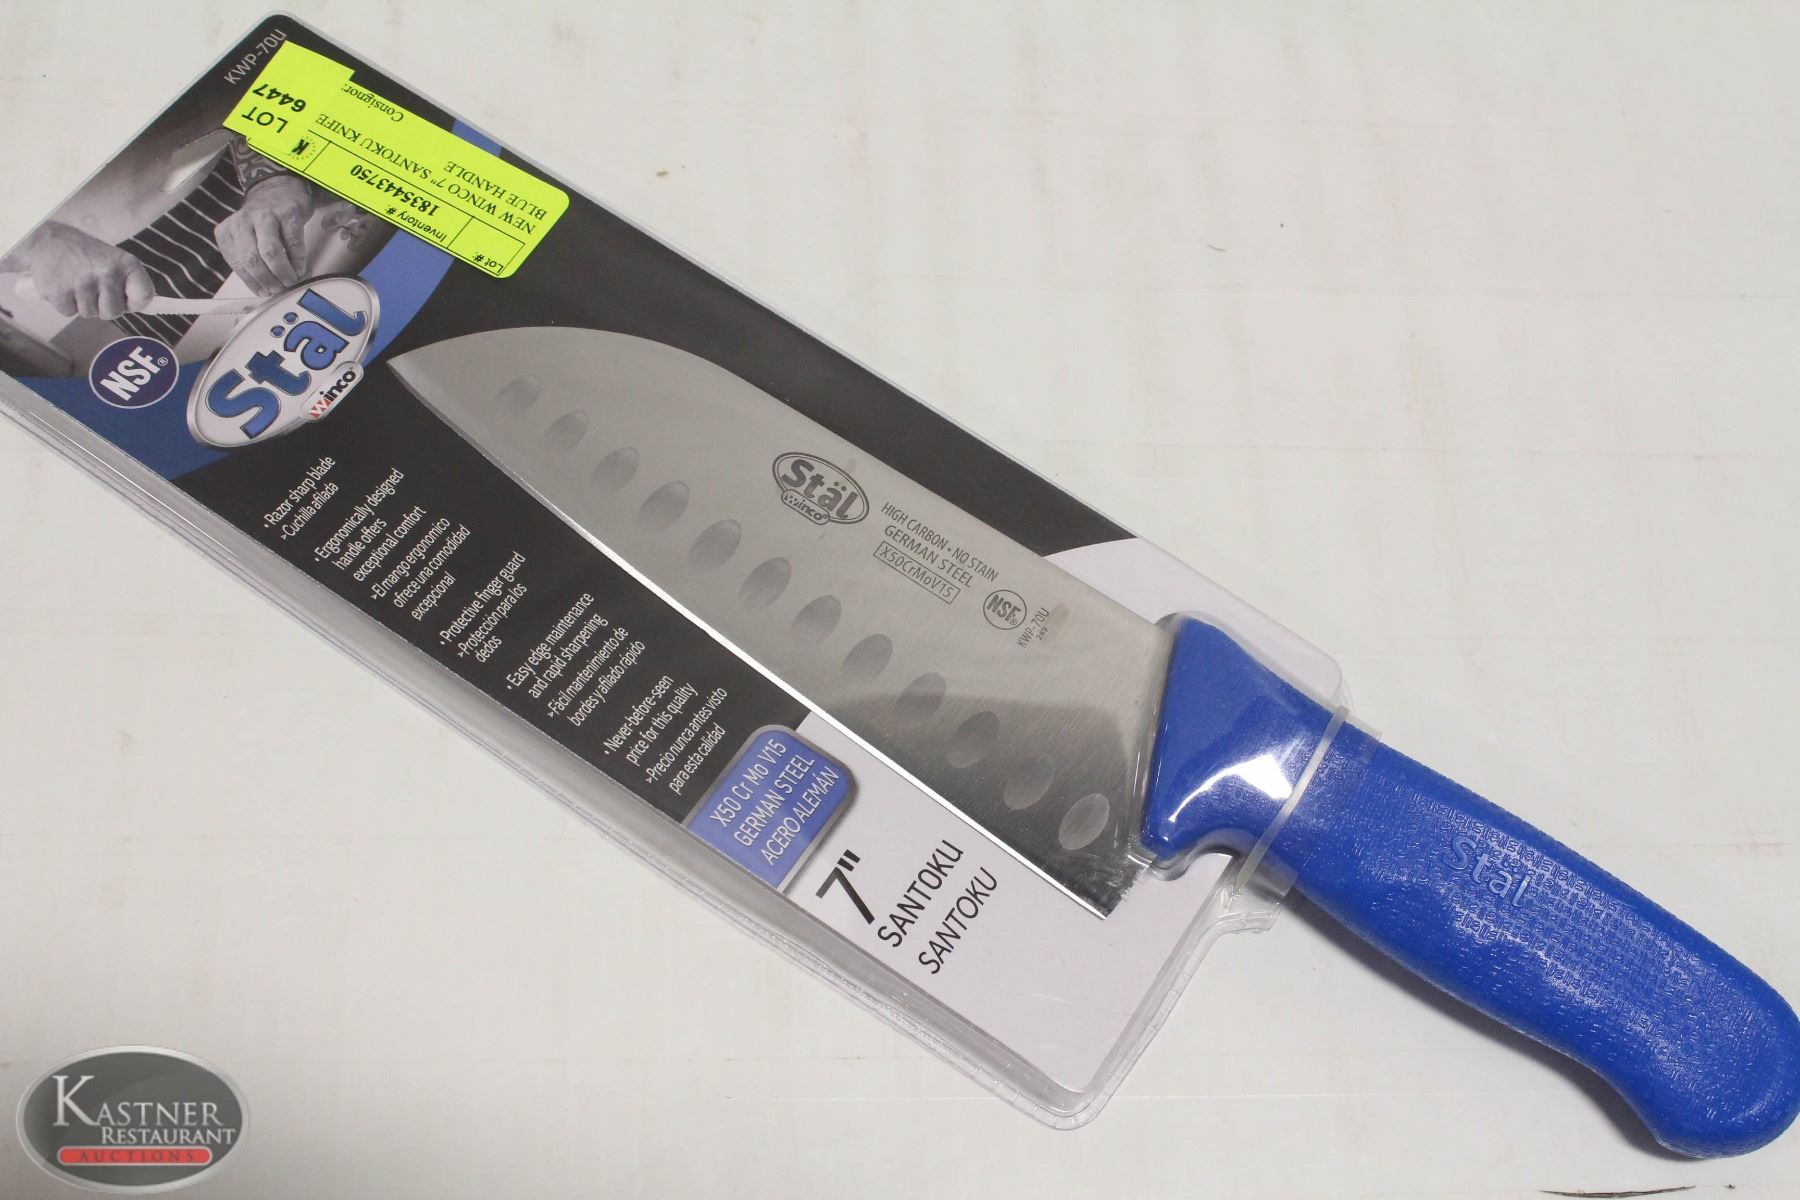 KWP-70U
LOT
6447
Lot #:
Inventory #:
1835443750
NEW WINCO 7" SANTOKU KNIFE
BLUE HANDLE
Consignor:
NSF®
Stäl
Winco®
• Razor sharp blade
»Cuchilla afilada
• Ergonomically designed
handle offers
exceptional comfort
»El mango ergonomico
ofrece una comodidad
excepcional
• Protective finger guard
»Protección para los
dedos
• Easy edge maintenance
and rapid sharpening
»Fácil mantenimiento de
bordes y afilado rápido
• Never-before-seen
price for this quality
»Precio nunca antes visto
para esta calidad
X50 Cr Mo V15
GERMAN STEEL
ACERO ALEMÁN
7"
SANTOKU
SANTOKU
Stäl
Winco®
HIGH CARBON - NO STAIN
GERMAN STEEL
X50CrMoV15
NSF®
KWP-70U
249
Stäl
KASTNER
RESTAURANT
AUCTIONS